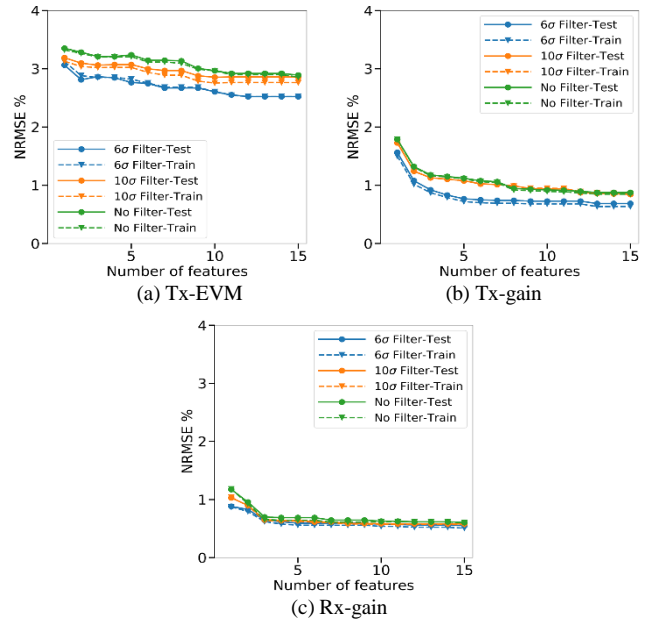 4
3
2
1
0
NRMSE %
6σ Filter-Test
6σ Filter-Train
10σ Filter-Test
10σ Filter-Train
No Filter-Test
No Filter-Train
5 10 15
Number of features
(a) Tx-EVM
4
3
2
1
0
NRMSE %
6σ Filter-Test
6σ Filter-Train
10σ Filter-Test
10σ Filter-Train
No Filter-Test
No Filter-Train
5 10 15
Number of features
(b) Tx-gain
4
3
2
1
0
NRMSE %
6σ Filter-Test
6σ Filter-Train
10σ Filter-Test
10σ Filter-Train
No Filter-Test
No Filter-Train
5 10 15
Number of features
(c) Rx-gain